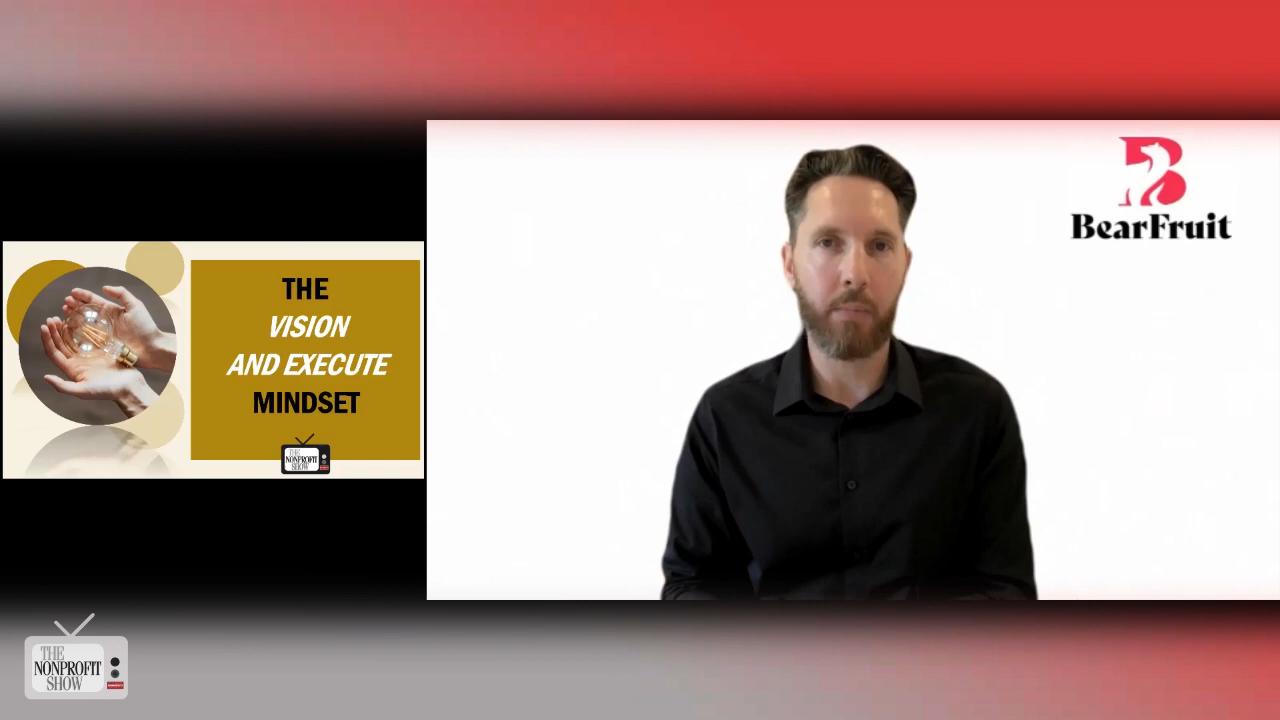 THE
VISION
AND EXECUTE
MINDSET
THE
NONPROFIT
SHOW
BearFruit
THE
NONPROFIT
SHOW